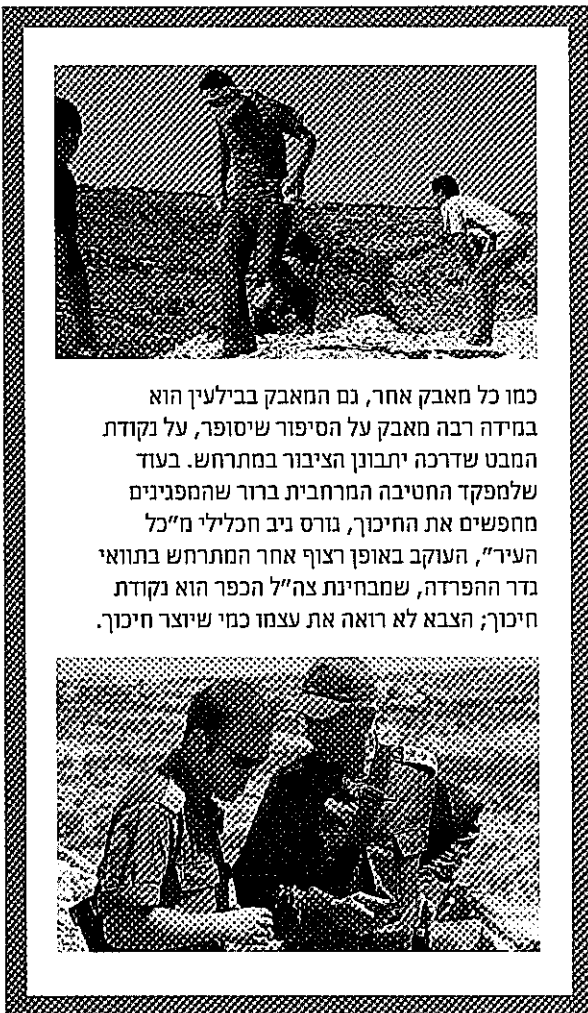 כמו כל מאבק אחר, גם המאבק בבילעין הוא
במידה רבה מאבק על הסיפור שיסופר, על נקודת
המבט שדרכה יתבונן הציבור במתרחש. בעוד
שלמפקד החטיבה המרחבית ברור שהמפגינים
מחפשים את החיכוך, גורס ניב חכלילי מ"כל
העיר", העוקב באופן רצוף אחר המתרחש בתוואי
גדר ההפרדה, שמבחינת צה"ל הכפר הוא נקודת
חיכוך; הצבא לא רואה את עצמו כמי שיוצר חיכוך.